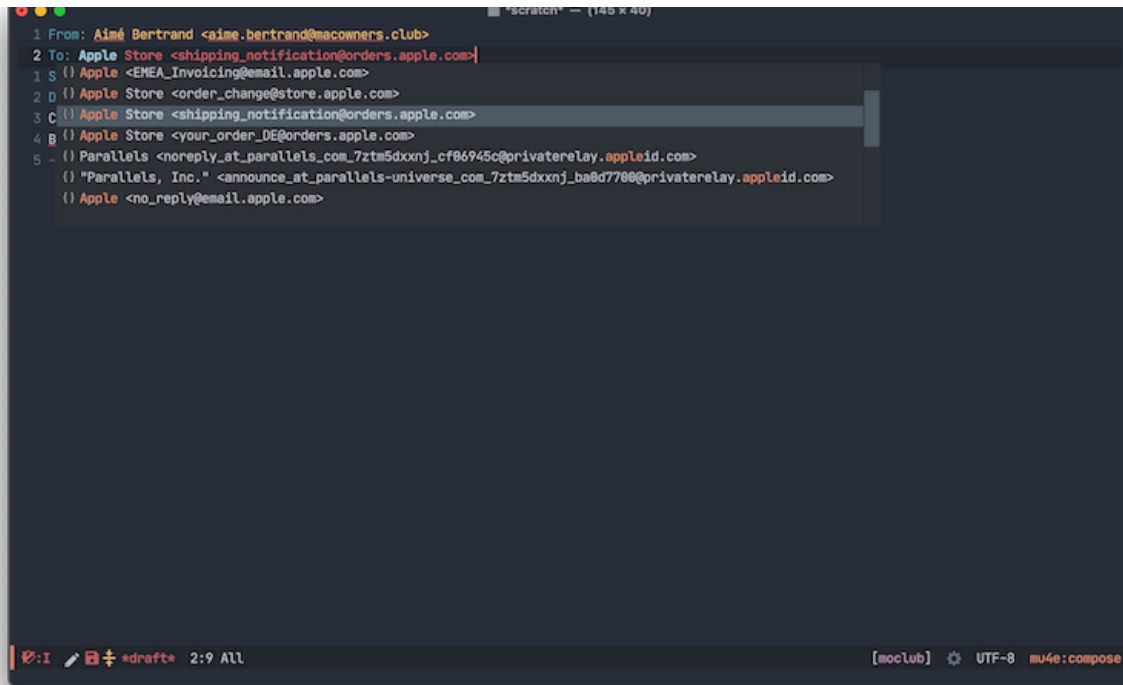 *scratch* — (145 × 40)
1 From: Aimé Bertrand <aime.bertrand@macowners.club>
2 To: Apple Store <shipping_notification@orders.apple.com>
1 S () Apple <EMEA_Invoicing@email.apple.com>
2 D () Apple Store <order_change@store.apple.com>
3 C () Apple Store <shipping_notification@orders.apple.com>
4 B () Apple Store <your_order_DE@orders.apple.com>
5 - () Parallels <noreply_at_parallels_com_7ztm5dxxnj_cf06945c@privaterelay.appleid.com>
() "Parallels, Inc." <announce_at_parallels-universe_com_7ztm5dxxnj_ba0d7700@privaterelay.appleid.com>
() Apple <no_reply@email.apple.com>
:I *draft* 2:9 All [moclub] UTF-8 mu4e:compose